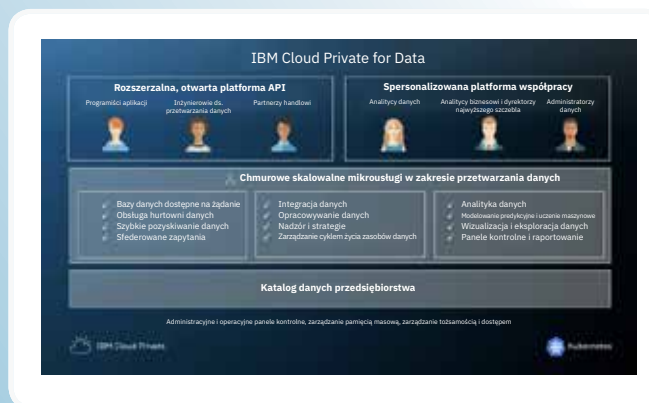 IBM Cloud Private for Data
Rozszerzalna, otwarta platforma API
Programiści aplikacji
Inżynierowie ds.
przetwarzania danych
Partnerzy handlowi
Spersonalizowana platforma współpracy
Analitycy danych
Analitycy biznesowi i dyrektorzy
najwyższego szczebla
Administratorzy
danych
Chmurowe skalowalne mikrousługi w zakresie przetwarzania danych
Bazy danych dostępne na żądanie
Obsługa hurtowni danych
Szybkie pozyskiwanie danych
Sfederowane zapytania
Integracja danych
Opracowywanie danych
Nadzór i strategie
Zarządzanie cyklem życia zasobów danych
Analityka danych
Modelowanie predykcyjne i uczenie maszynowe
Wizualizacja i eksploracja danych
Panele kontrolne i raportowanie
Katalog danych przedsiębiorstwa
Administracyjne i operacyjne panele kontrolne, zarządzanie pamięcią masową, zarządzanie tożsamością i dostępem
IBM Cloud Private
Kubernetes